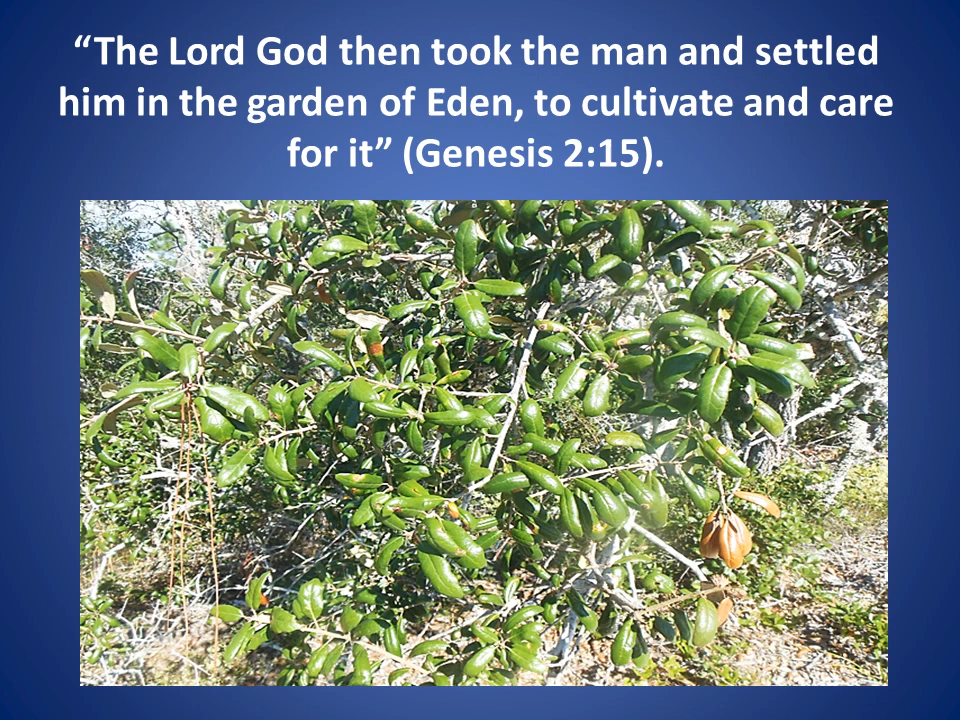 “The Lord God then took the man and settled
him in the garden of Eden, to cultivate and care
for it” (Genesis 2:15).